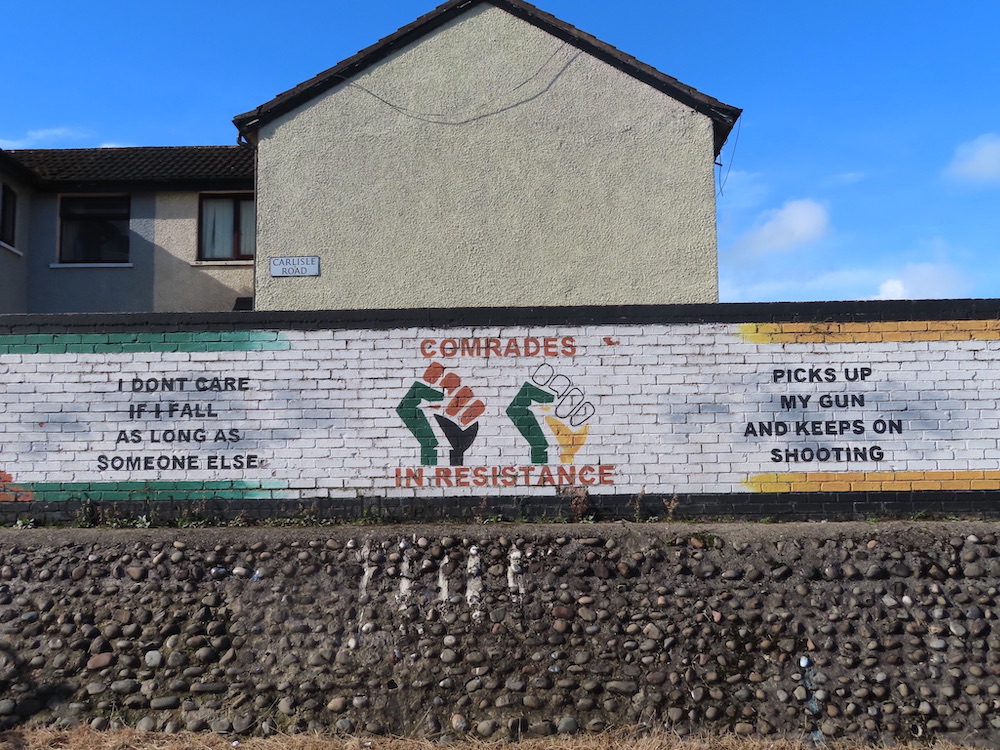 CARLISLE
ROAD
COMRADES
I DONT CARE
IF I FALL
AS LONG AS
SOMEONE ELSE
IN RESISTANCE
PICKS UP
MY GUN
AND KEEPS ON
SHOOTING